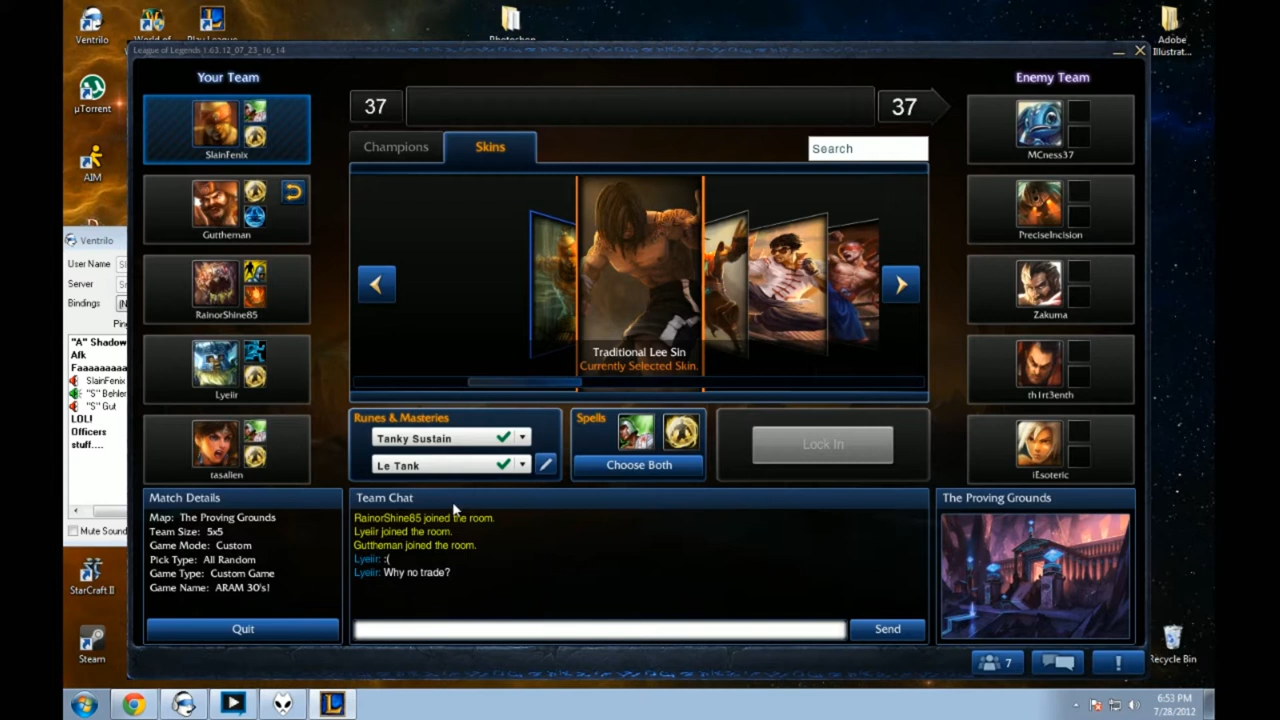 Ventrilo
World of
Play League
Photoshop
Adobe
Illustrat...
League of Legends 1.63.12_07_23_16_14
Your Team
37
37
Enemy Team
Champions
Skins
Search
SlainFenix
MCness37
µTorrent
Guttheman
PreciseIncision
AIM
Ventrilo
User Name
Server
Bindings
RainorShine85
Zakuma
Traditional Lee Sin
Currently Selected Skin.
"A" Shadow
Afk
Faaaaaaaa
SlainFenix
"S" Behlen
"S" Gut
LOL!
Officers
stuff....
Lyeiir
th1rt3enth
Runes & Masteries
Tanky Sustain
Le Tank
Spells
Choose Both
Lock In
tasallen
iEsoteric
Mute Sound
Match Details
Map: The Proving Grounds
Team Size: 5x5
Game Mode: Custom
Pick Type: All Random
Game Type: Custom Game
Game Name: ARAM 30's!
Quit
Team Chat
RainorShine85 joined the room.
Lyeiir joined the room.
Guttheman joined the room.
Lyeiir: :(
Lyeiir: Why no trade?
Send
The Proving Grounds
StarCraft II
Steam
7
Recycle Bin
6:53 PM
7/28/2012